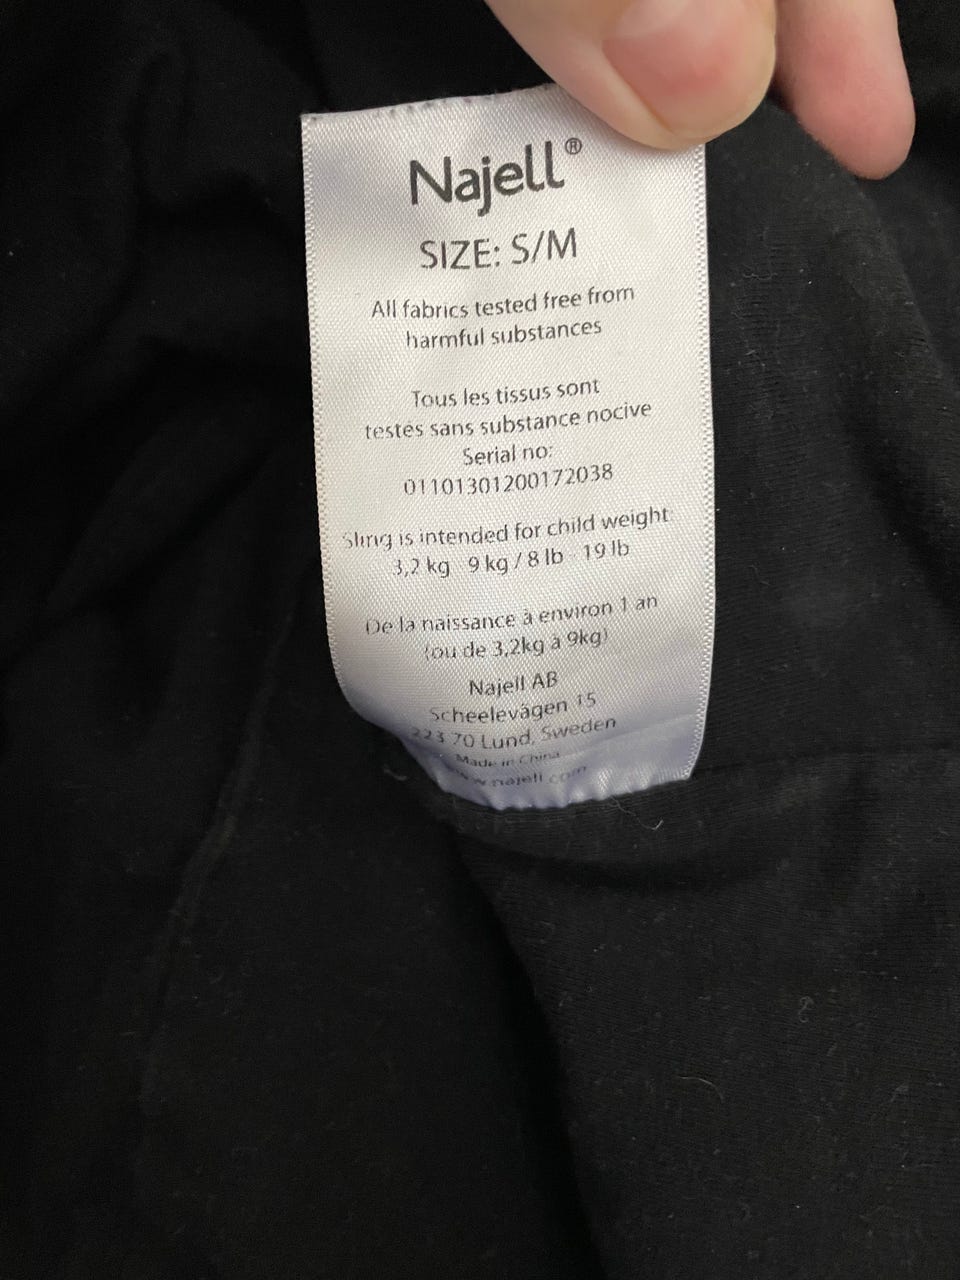 Najell®
SIZE: S/M
All fabrics tested free from
harmful substances
Tous les tissus sont
testés sans substance nocive
Serial no:
01101301200172038
Sling is intended for child weight:
3,2 kg 9 kg / 8 lb 19 lb
De la naissance à environ 1 an
(ou de 3,2kg à 9kg)
Najell AB
Scheelevägen 15
223 70 Lund, Sweden
Made in China
www.najell.com